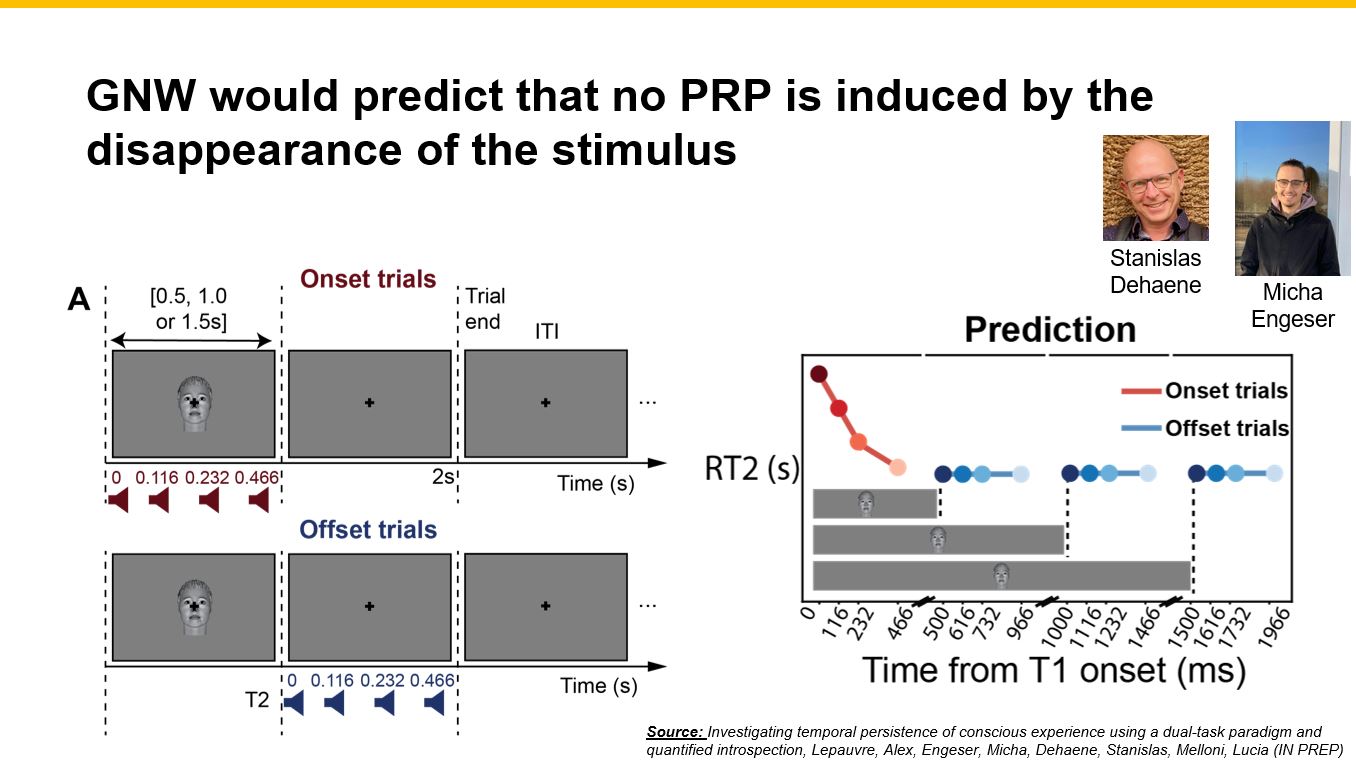 GNW would predict that no PRP is induced by the
disappearance of the stimulus
Stanislas
Dehaene
Micha
Engeser
A
Onset trials
[0.5, 1.0
or 1.5s]
Trial
end
ITI
...
0 0.116 0.232 0.466
2s
Time (s)
Offset trials
...
T2
0 0.116 0.232 0.466
Time (s)
Prediction
Onset trials
Offset trials
RT2 (s)
0 116 232 466 500 616 732 966 1000 1116 1232 1466 1500 1616 1732 1966
Time from T1 onset (ms)
Source: Investigating temporal persistence of conscious experience using a dual-task paradigm and
quantified introspection, Lepauvre, Alex, Engeser, Micha, Dehaene, Stanislas, Melloni, Lucia (IN PREP)